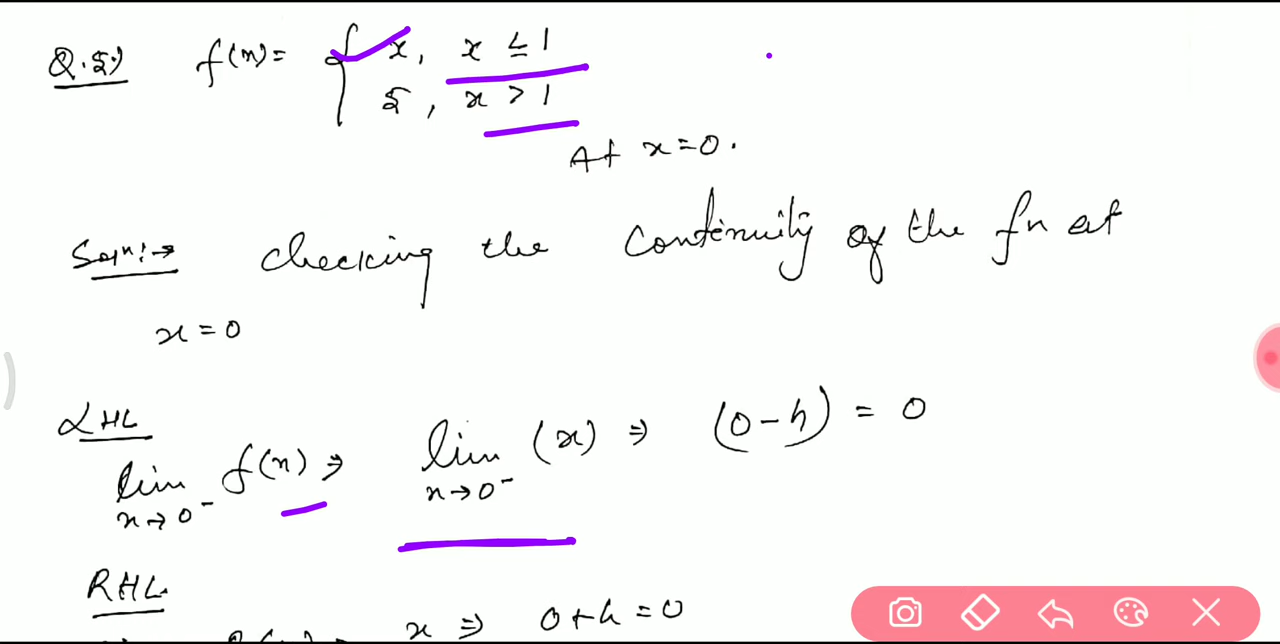 Q.5:) f(x) = { x, x ≤ 1
5, x > 1
At x=0.
Soln:→ checking the continuity of the fn at
x = 0
LHL
lim x→0⁻ f(x) ⇒ lim x→0⁻ (x) ⇒ (0-h) = 0
RHL
x ⇒ 0+h = 0